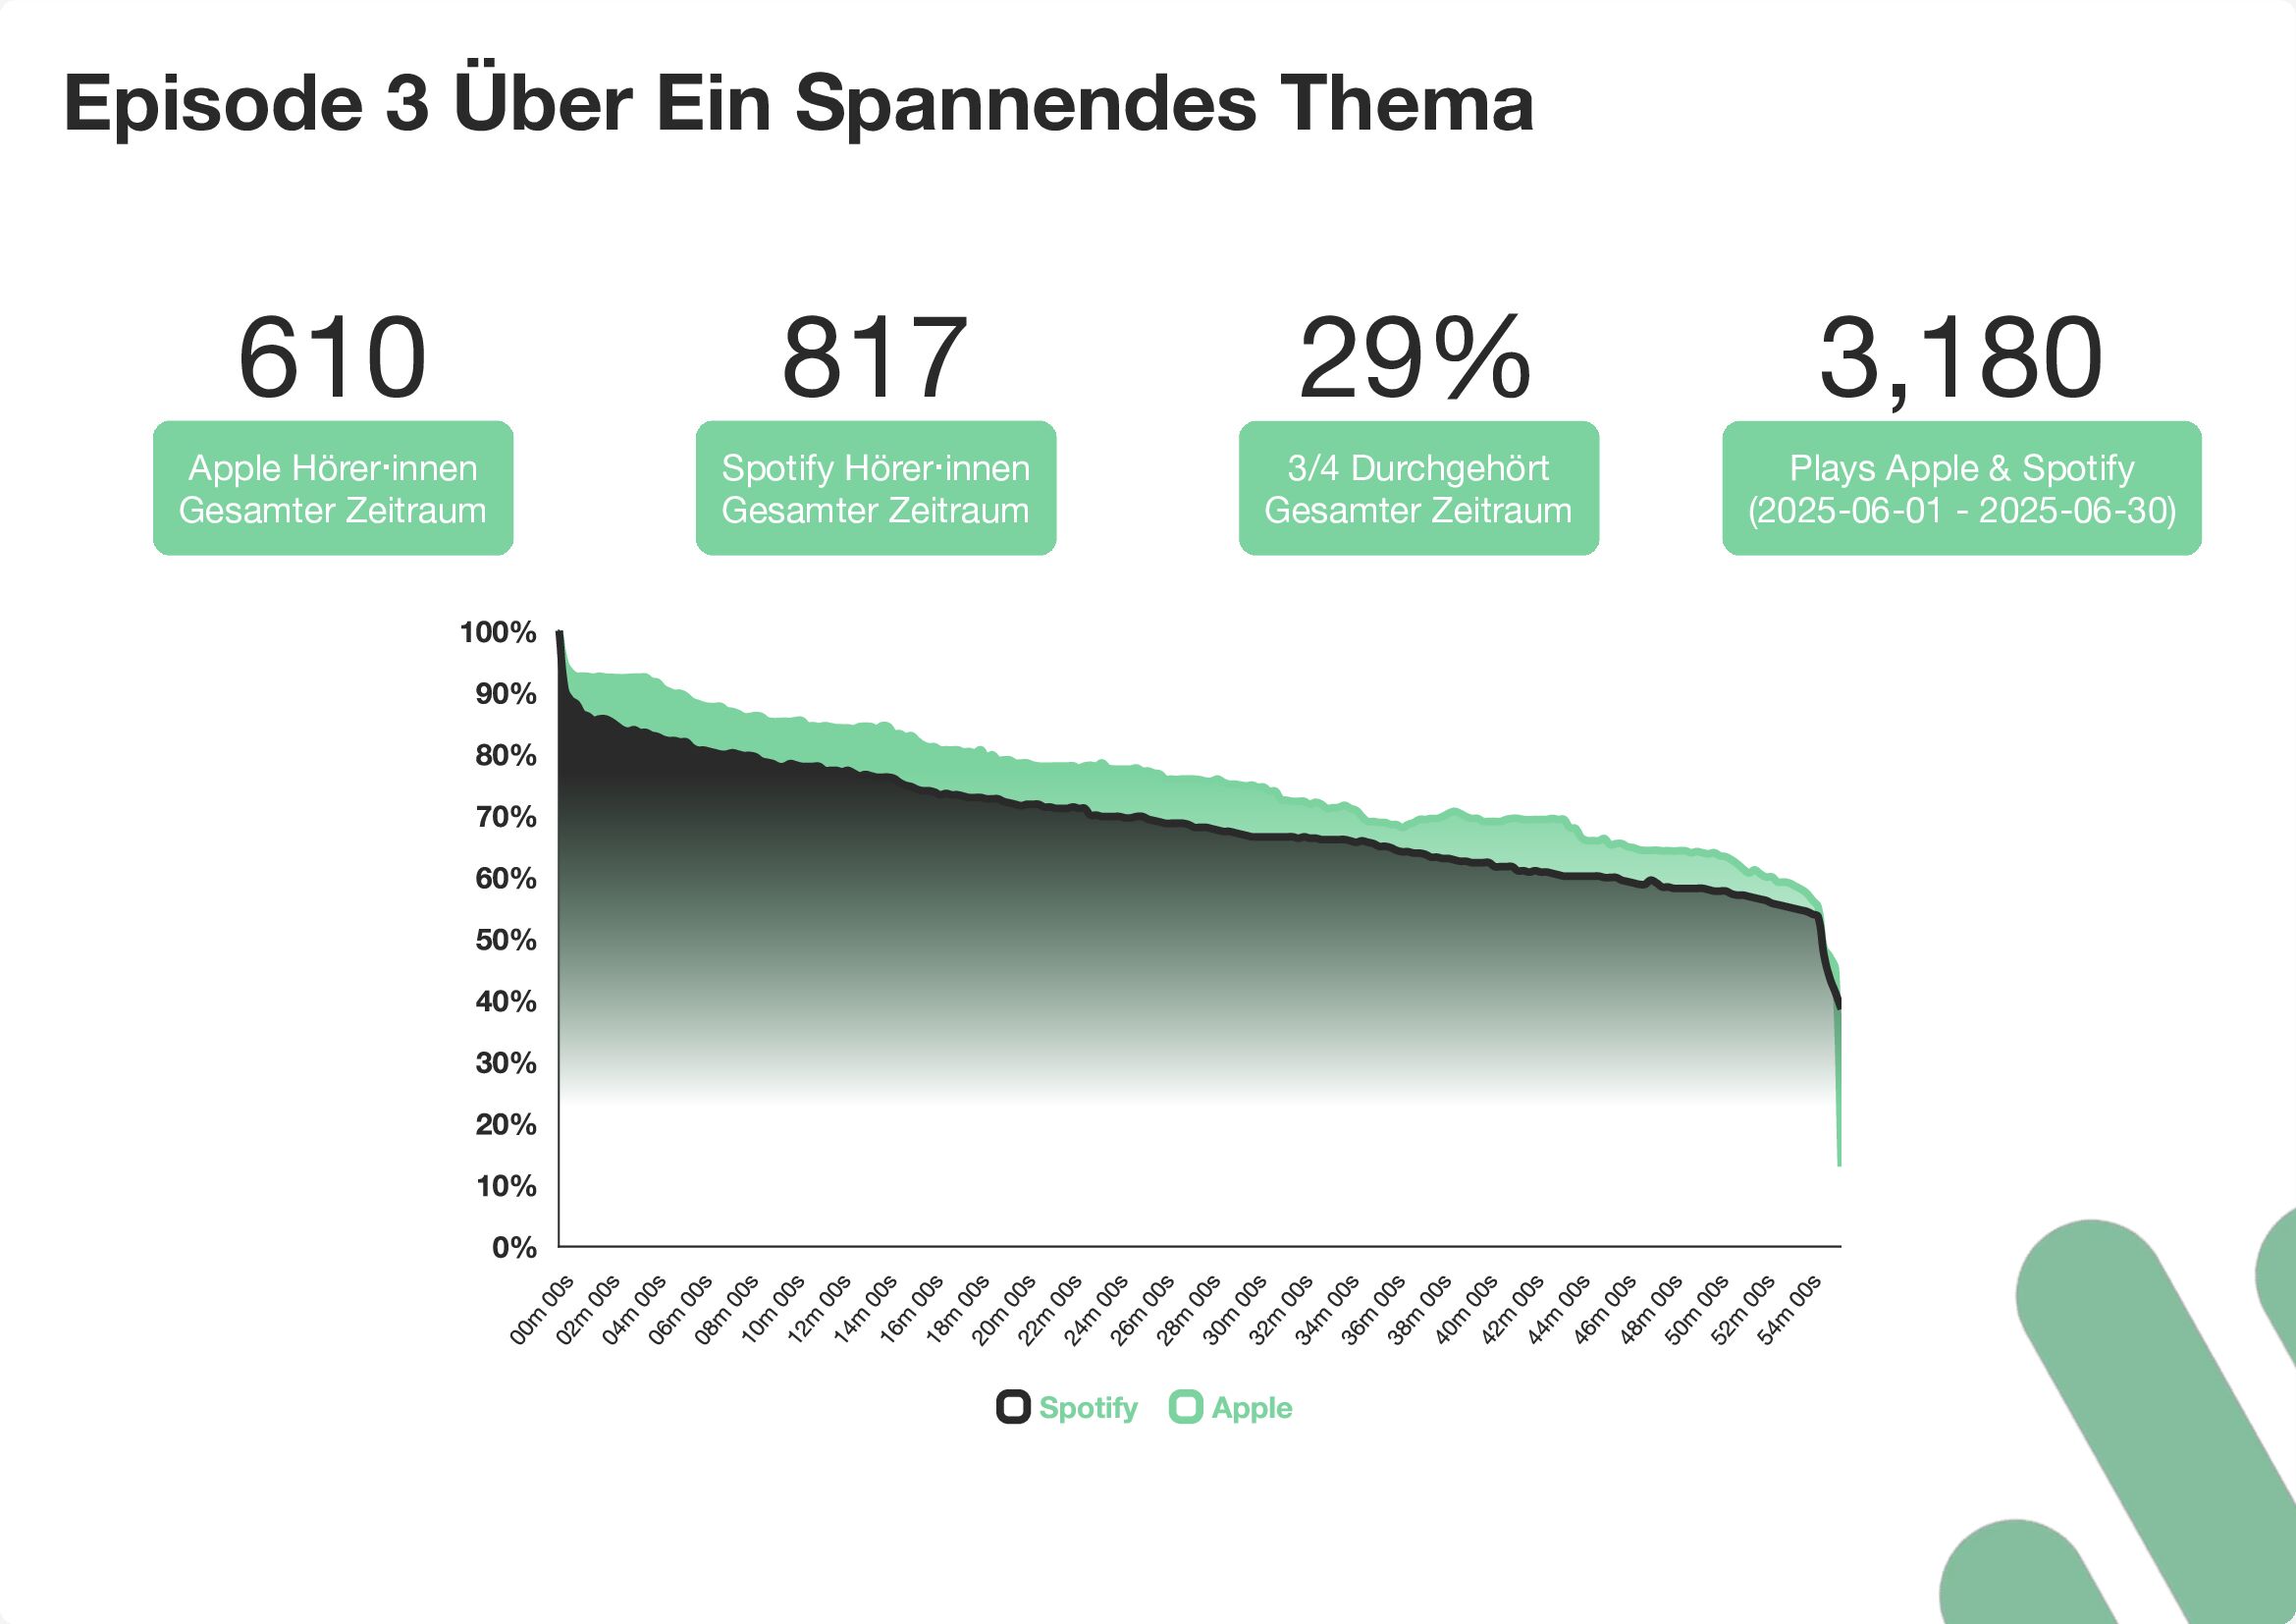 Episode 3 Über Ein Spannendes Thema
610
Apple Hörer·innen
Gesamter Zeitraum
817
Spotify Hörer·innen
Gesamter Zeitraum
29%
3/4 Durchgehört
Gesamter Zeitraum
3,180
Plays Apple & Spotify
(2025-06-01 - 2025-06-30)
100%
90%
80%
70%
60%
50%
40%
30%
20%
10%
0%
00m 00s
02m 00s
04m 00s
06m 00s
08m 00s
10m 00s
12m 00s
14m 00s
16m 00s
18m 00s
20m 00s
22m 00s
24m 00s
26m 00s
28m 00s
30m 00s
32m 00s
34m 00s
36m 00s
38m 00s
40m 00s
42m 00s
44m 00s
46m 00s
48m 00s
50m 00s
52m 00s
54m 00s
Spotify
Apple